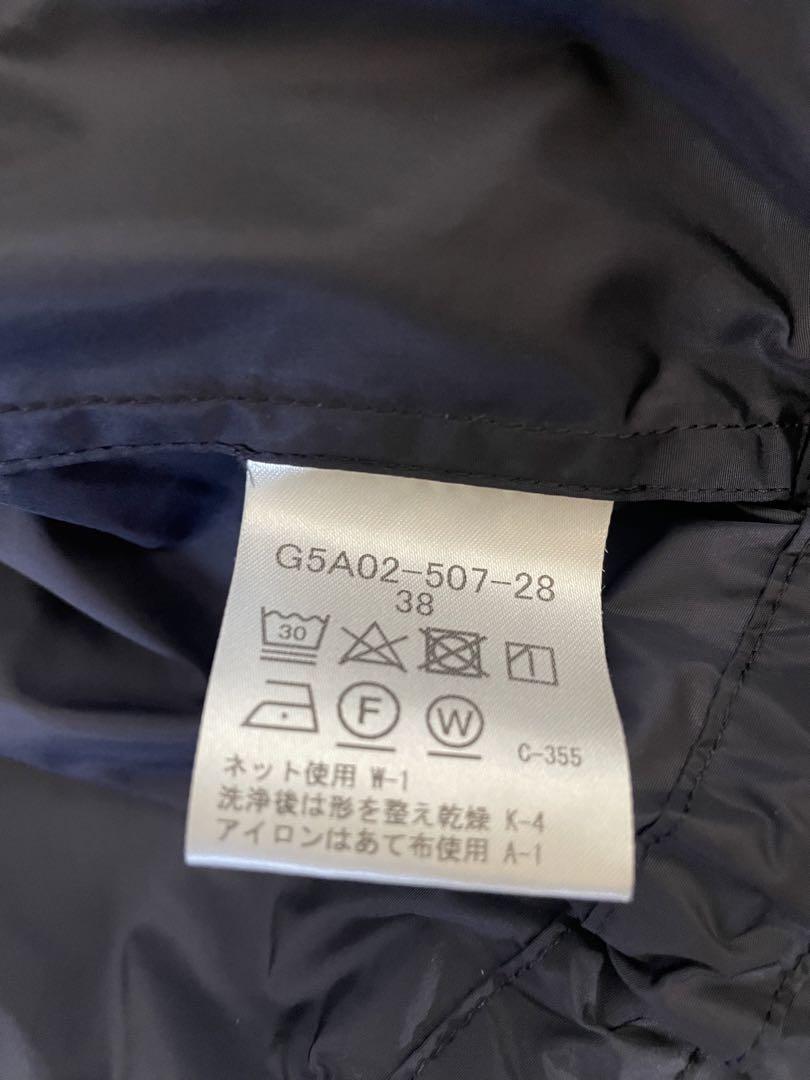 G5A02-507-28
38
30
F W C-355
ネット使用 W-1
洗浄後は形を整え乾燥 K-4
アイロンはあて布使用 A-1